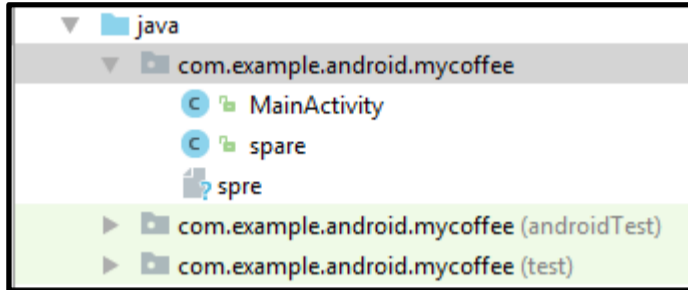 java
com.example.android.mycoffee
C MainActivity
C spare
? spre
com.example.android.mycoffee (androidTest)
com.example.android.mycoffee (test)